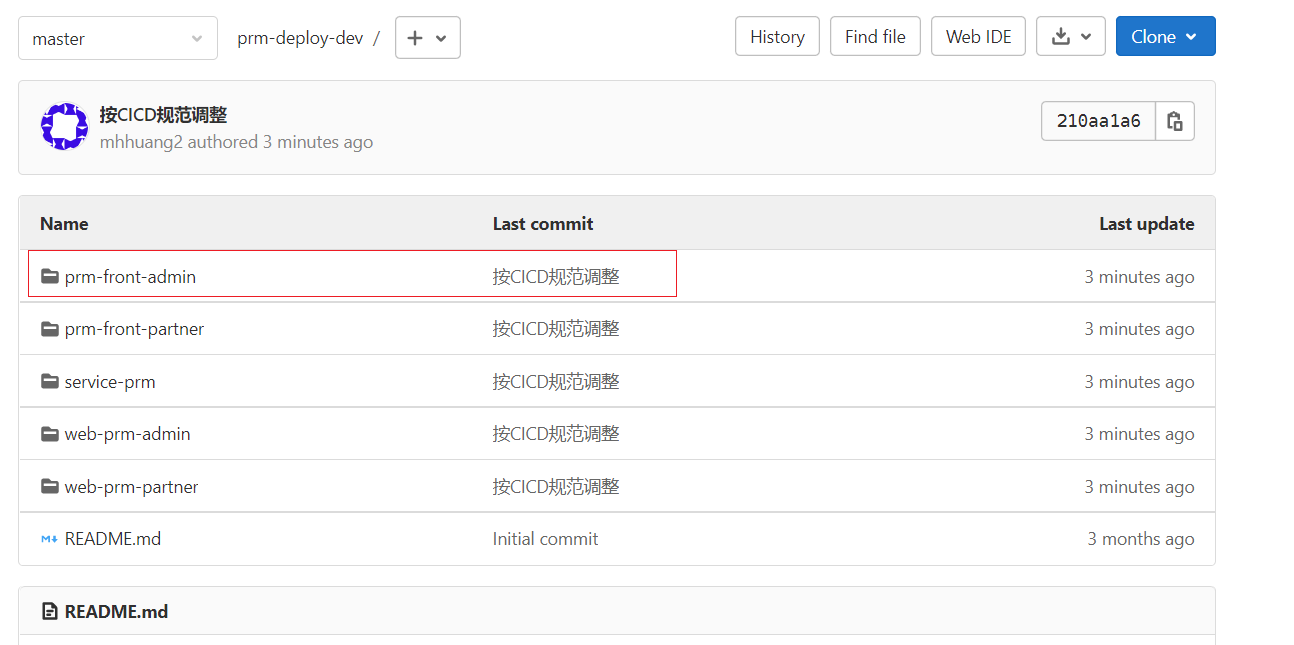 master prm-deploy-dev / History Find file Web IDE Clone
按CICD规范调整
mhhuang2 authored 3 minutes ago
210aa1a6
Name Last commit Last update
prm-front-admin 按CICD规范调整 3 minutes ago
prm-front-partner 按CICD规范调整 3 minutes ago
service-prm 按CICD规范调整 3 minutes ago
web-prm-admin 按CICD规范调整 3 minutes ago
web-prm-partner 按CICD规范调整 3 minutes ago
README.md Initial commit 3 months ago
README.md